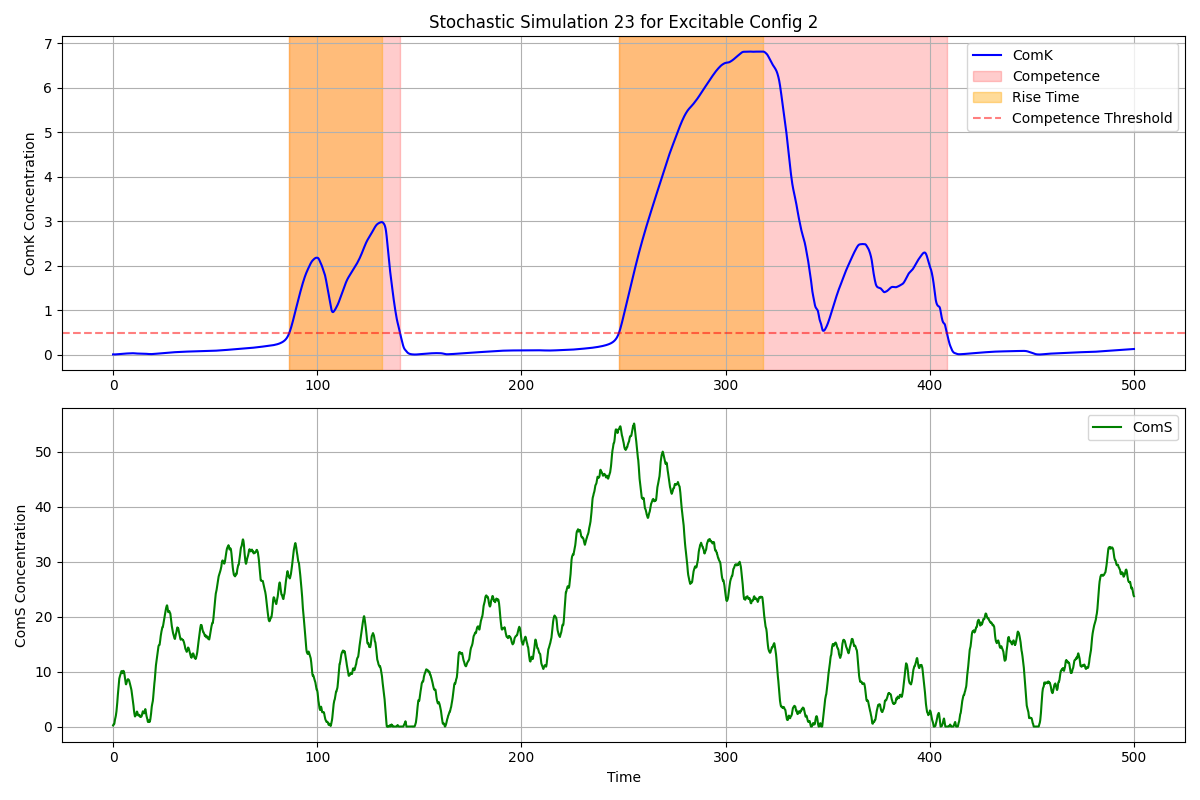 Stochastic Simulation 23 for Excitable Config 2
ComK Concentration
7
6
5
4
3
2
1
0
ComK
Competence
Rise Time
Competence Threshold
0 100 200 300 400 500
ComS Concentration
50
40
30
20
10
0
ComS
0 100 200 300 400 500
Time